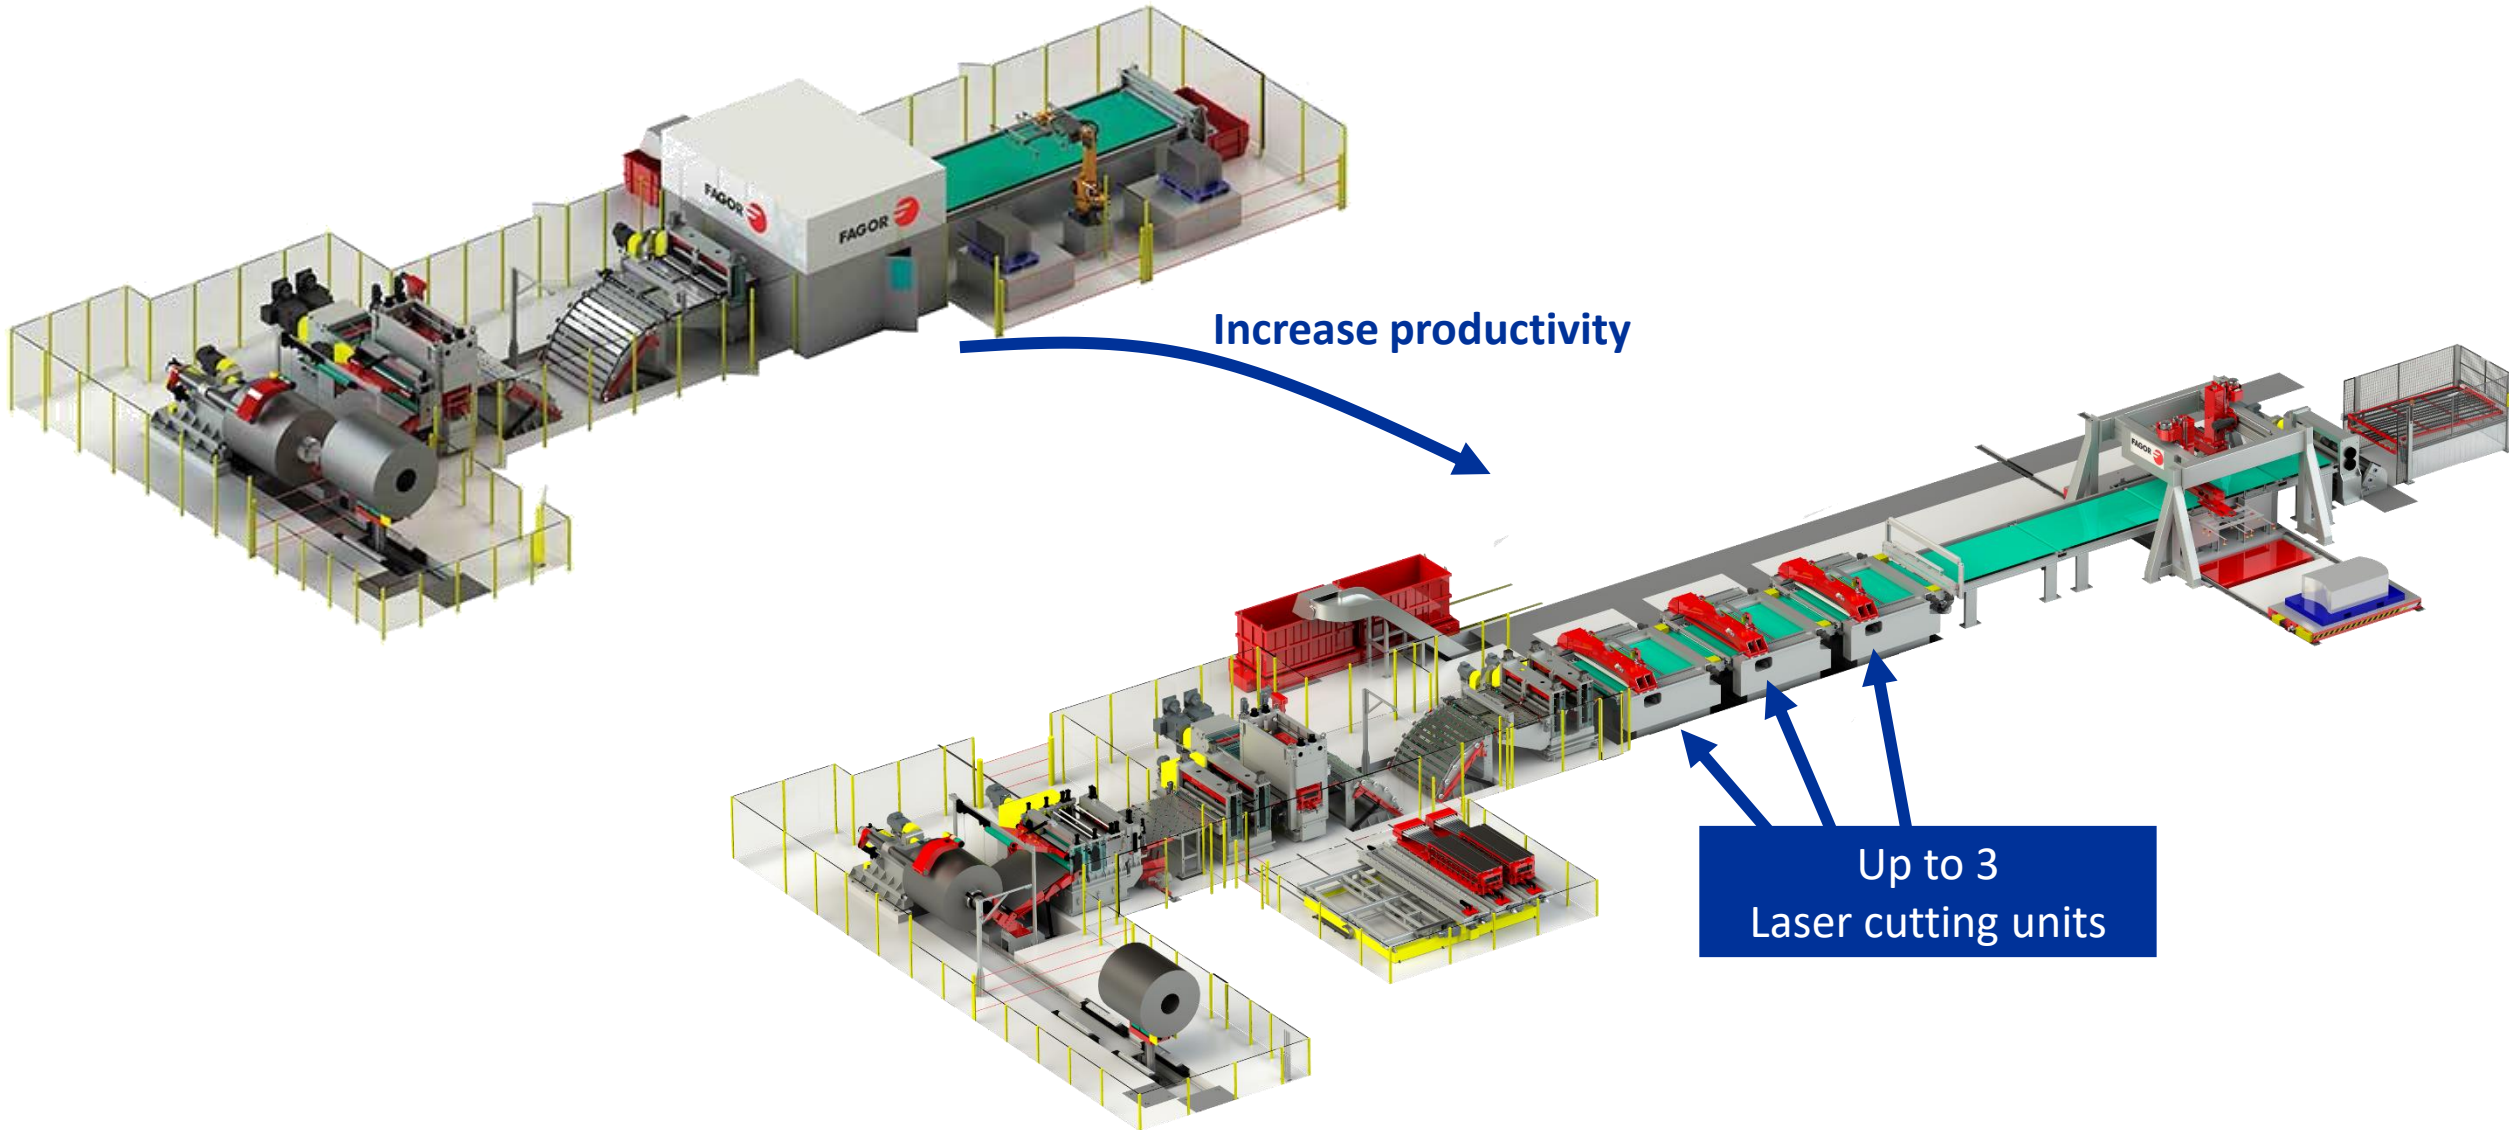 FAGOR
FAGOR
Increase productivity
FAGOR
Up to 3
Laser cutting units